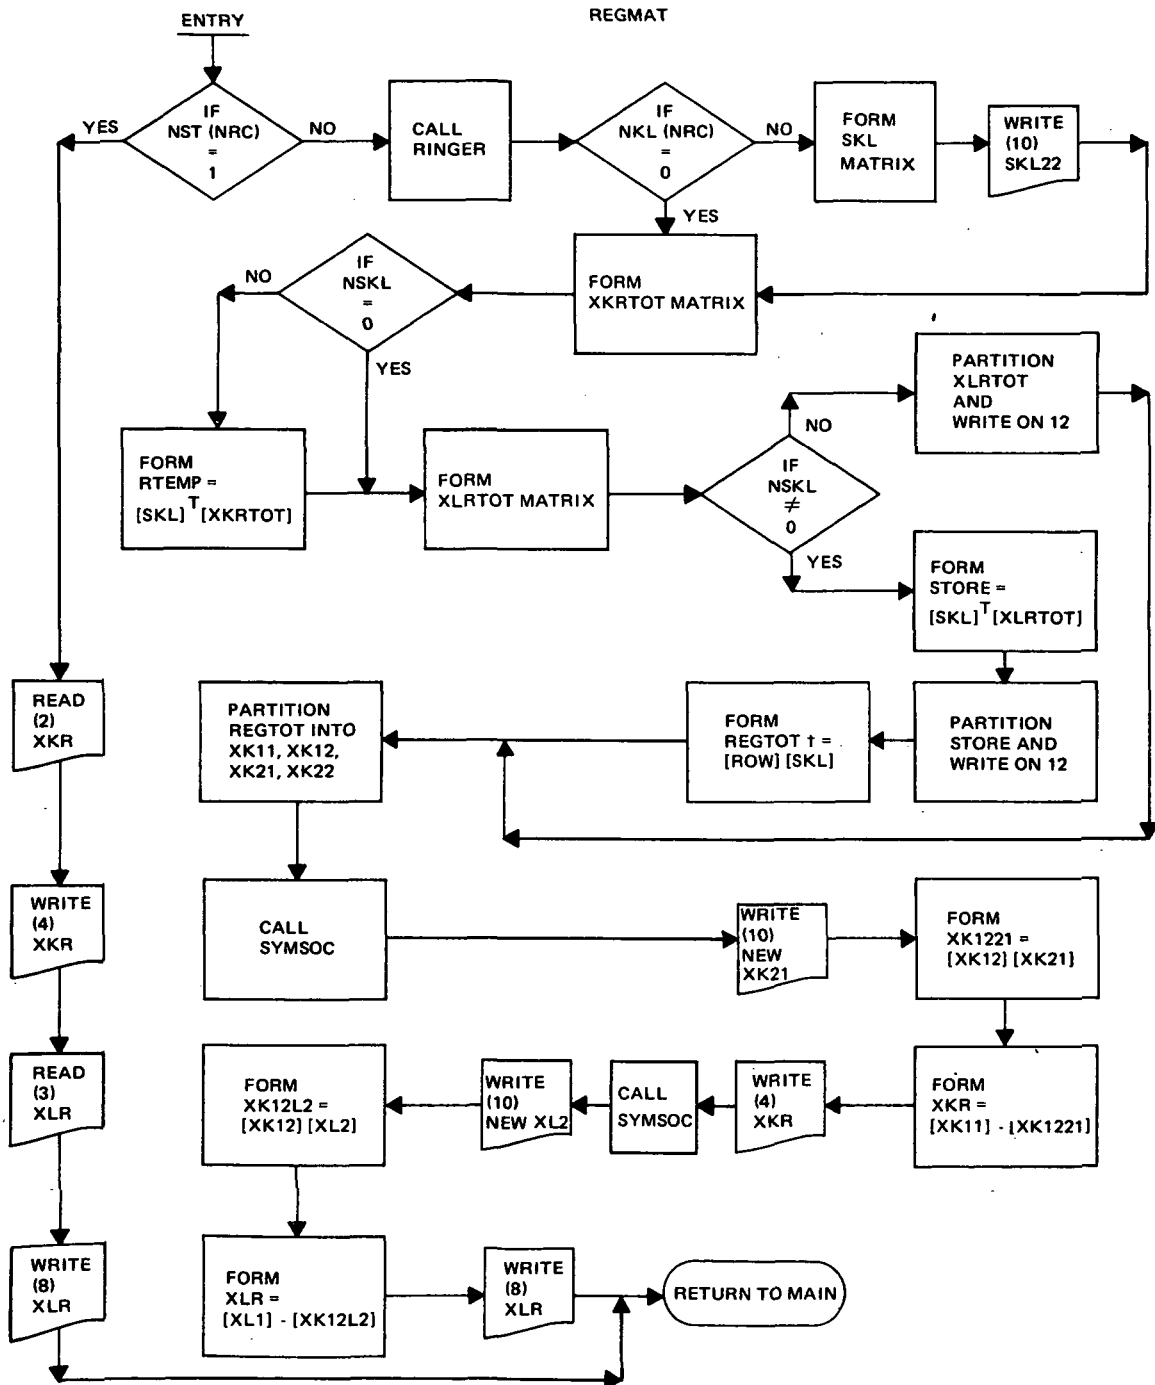 REGMAT
ENTRY
IF
NST (NRC)
=
1
YES
NO
CALL
RINGER
IF
NKL (NRC)
=
0
NO
YES
FORM
SKL
MATRIX
WRITE
(10)
SKL22
FORM
XKRTOT MATRIX
IF
NSKL
=
0
NO
YES
FORM
RTEMP =
[SKL]ᵀ[XKRTOT]
FORM
XLRTOT MATRIX
IF
NSKL
≠
0
NO
YES
PARTITION
XLRTOT
AND
WRITE ON 12
FORM
STORE =
[SKL]ᵀ[XLRTOT]
PARTITION
STORE AND
WRITE ON 12
FORM
REGTOT † =
[ROW] [SKL]
PARTITION
REGTOT INTO
XK11, XK12,
XK21, XK22
READ
(2)
XKR
CALL
SYMSOC
WRITE
(10)
NEW
XK21
FORM
XK1221 =
[XK12] [XK21]
WRITE
(4)
XKR
FORM
XKR =
[XK11] - [XK1221]
WRITE
(4)
XKR
CALL
SYMSOC
WRITE
(10)
NEW XL2
FORM
XK12L2 =
[XK12] [XL2]
READ
(3)
XLR
FORM
XLR =
[XL1] - [XK12L2]
WRITE
(8)
XLR
RETURN TO MAIN
WRITE
(8)
XLR